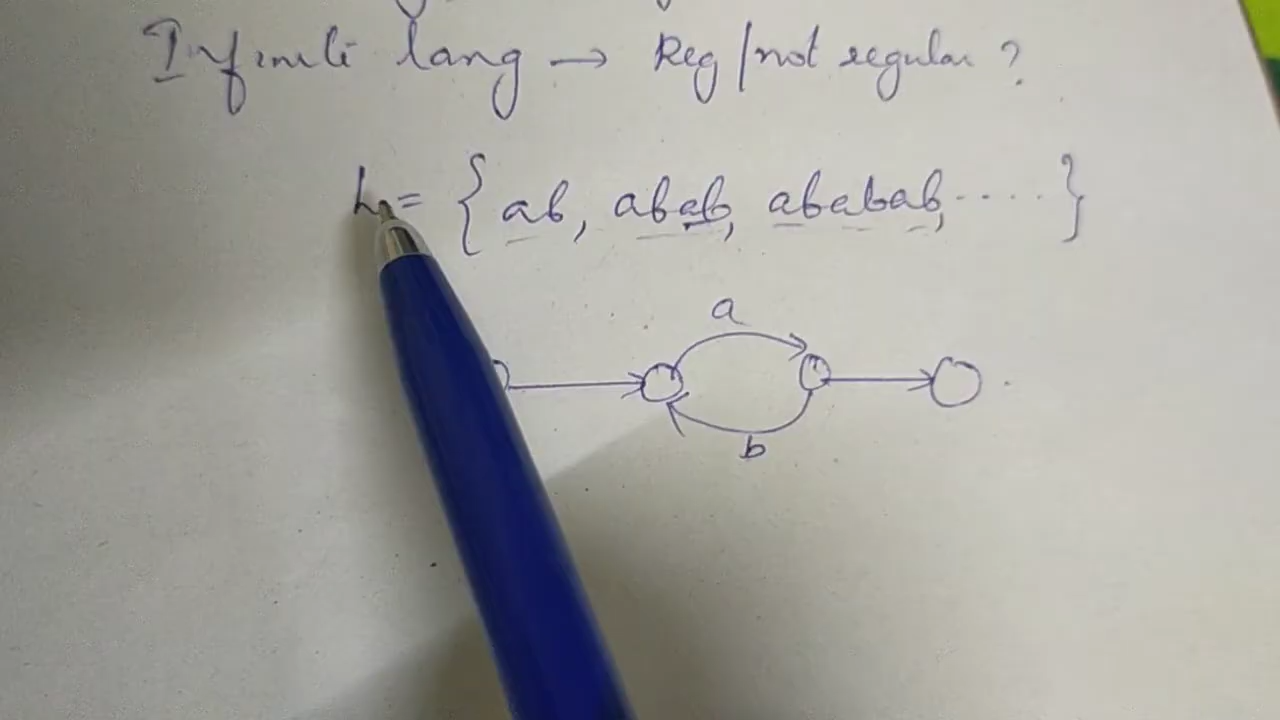 Infinite lang → Reg/not regular ?
L = { ab, abab, ababab, ..... }
a
b